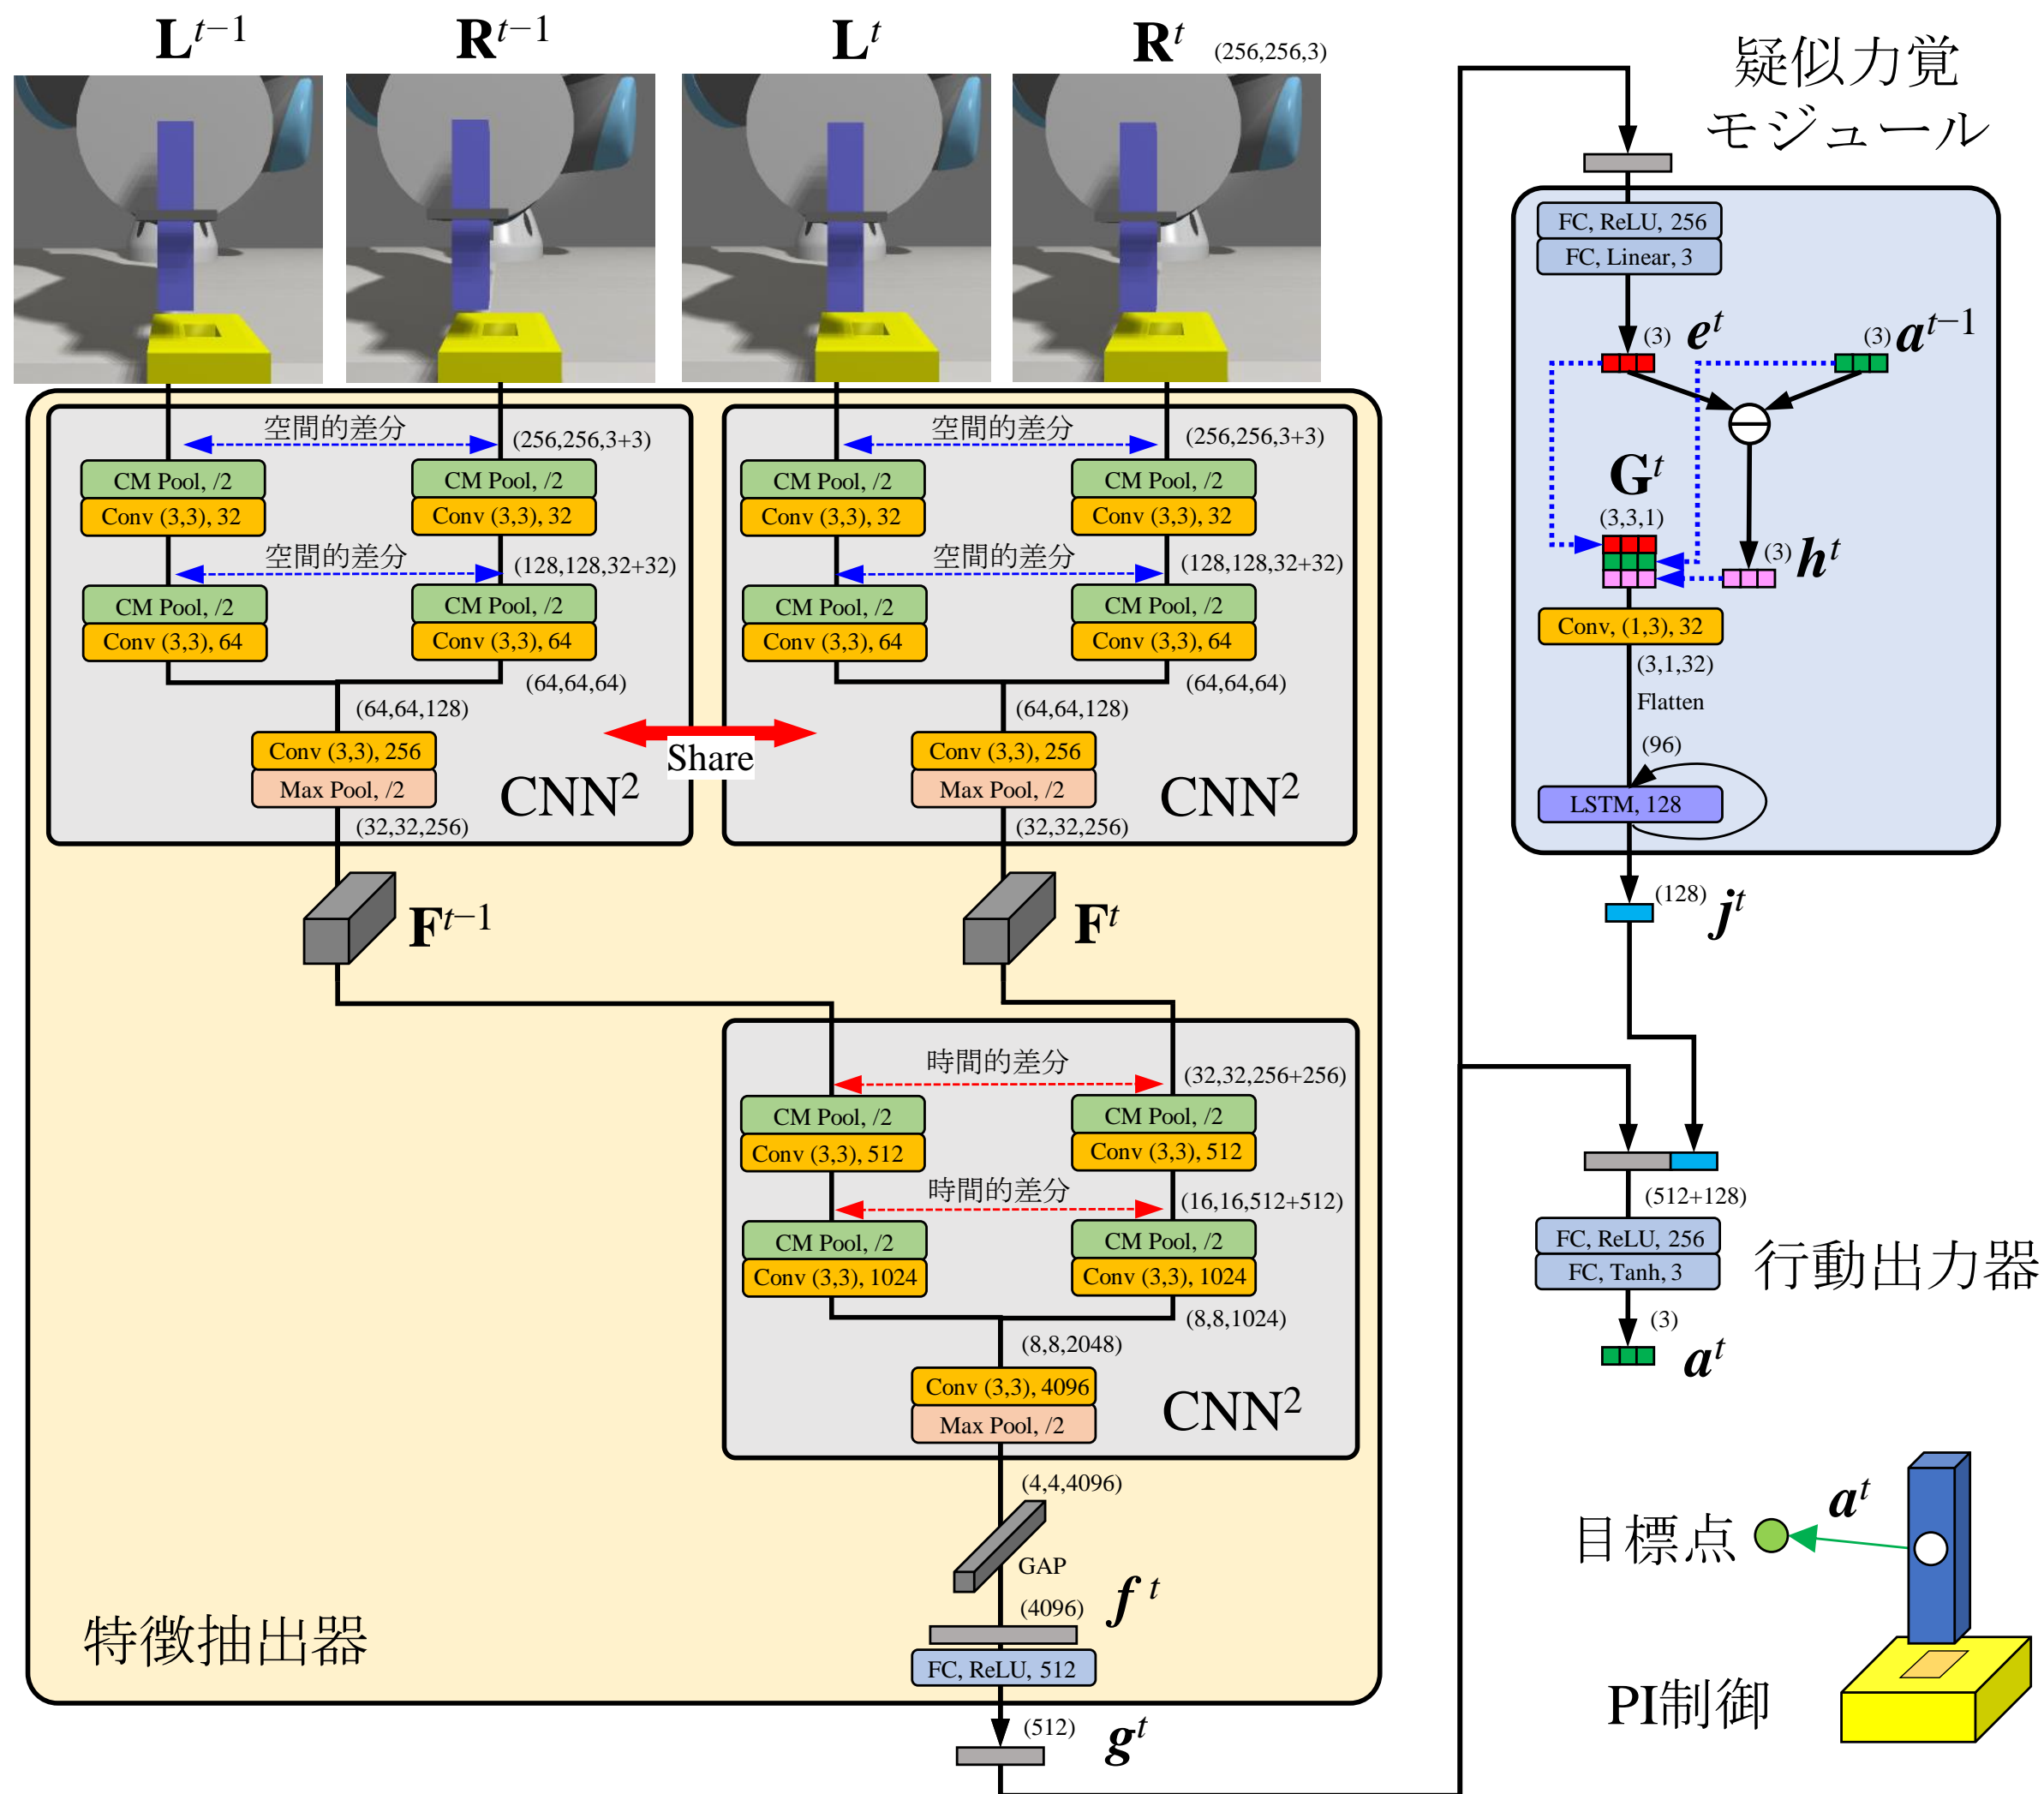 L^{t−1}
R^{t−1}
L^t
R^t (256,256,3)
空間的差分
(256,256,3+3)
CM Pool, /2
Conv (3,3), 32
CM Pool, /2
Conv (3,3), 32
空間的差分
(128,128,32+32)
CM Pool, /2
Conv (3,3), 64
CM Pool, /2
Conv (3,3), 64
(64,64,64)
(64,64,128)
Conv (3,3), 256
Max Pool, /2
CNN²
(32,32,256)
Share
空間的差分
(256,256,3+3)
CM Pool, /2
Conv (3,3), 32
CM Pool, /2
Conv (3,3), 32
空間的差分
(128,128,32+32)
CM Pool, /2
Conv (3,3), 64
CM Pool, /2
Conv (3,3), 64
(64,64,64)
(64,64,128)
Conv (3,3), 256
Max Pool, /2
CNN²
(32,32,256)
F^{t−1}
F^t
時間的差分
(32,32,256+256)
CM Pool, /2
Conv (3,3), 512
CM Pool, /2
Conv (3,3), 512
時間的差分
(16,16,512+512)
CM Pool, /2
Conv (3,3), 1024
CM Pool, /2
Conv (3,3), 1024
(8,8,1024)
(8,8,2048)
Conv (3,3), 4096
Max Pool, /2
CNN²
(4,4,4096)
GAP
f^t
(4096)
FC, ReLU, 512
特徴抽出器
(512)
g^t
疑似力覚
モジュール
FC, ReLU, 256
FC, Linear, 3
(3) e^t
(3) a^{t−1}
G^t
(3,3,1)
(3) h^t
Conv, (1,3), 32
(3,1,32)
Flatten
(96)
LSTM, 128
(128) j^t
(512+128)
FC, ReLU, 256
FC, Tanh, 3
行動出力器
(3)
a^t
a^t
目標点
PI制御